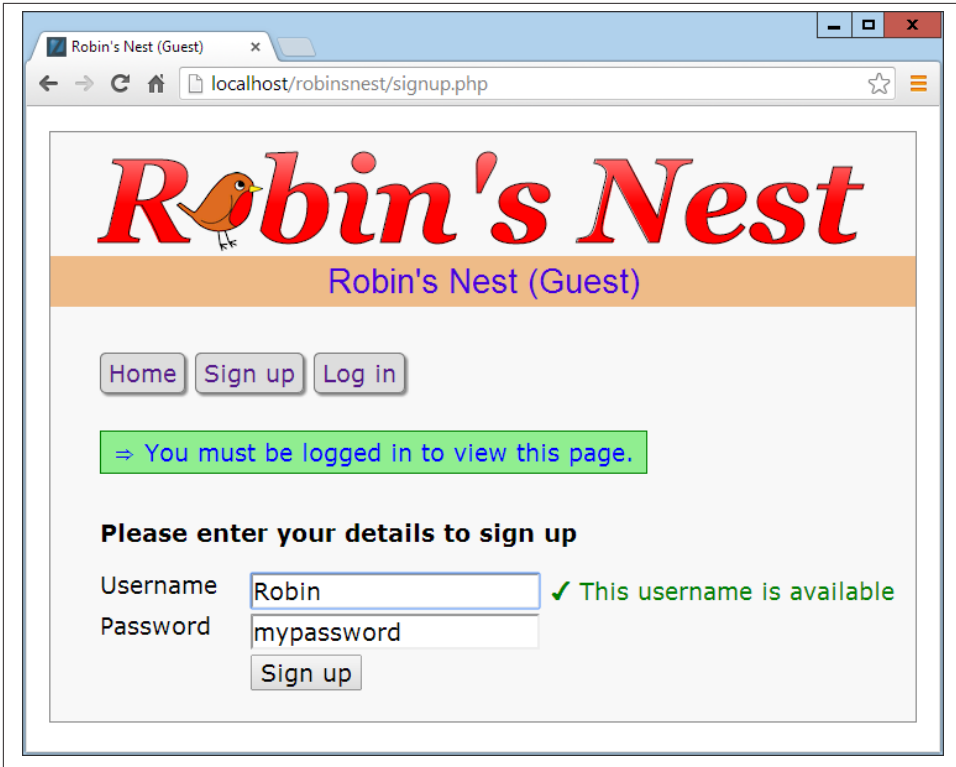 Robin's Nest (Guest)
localhost/robinsnest/signup.php
Robin's Nest
Robin's Nest (Guest)
Home Sign up Log in
⇒ You must be logged in to view this page.
Please enter your details to sign up
Username Robin ✓ This username is available
Password mypassword
Sign up